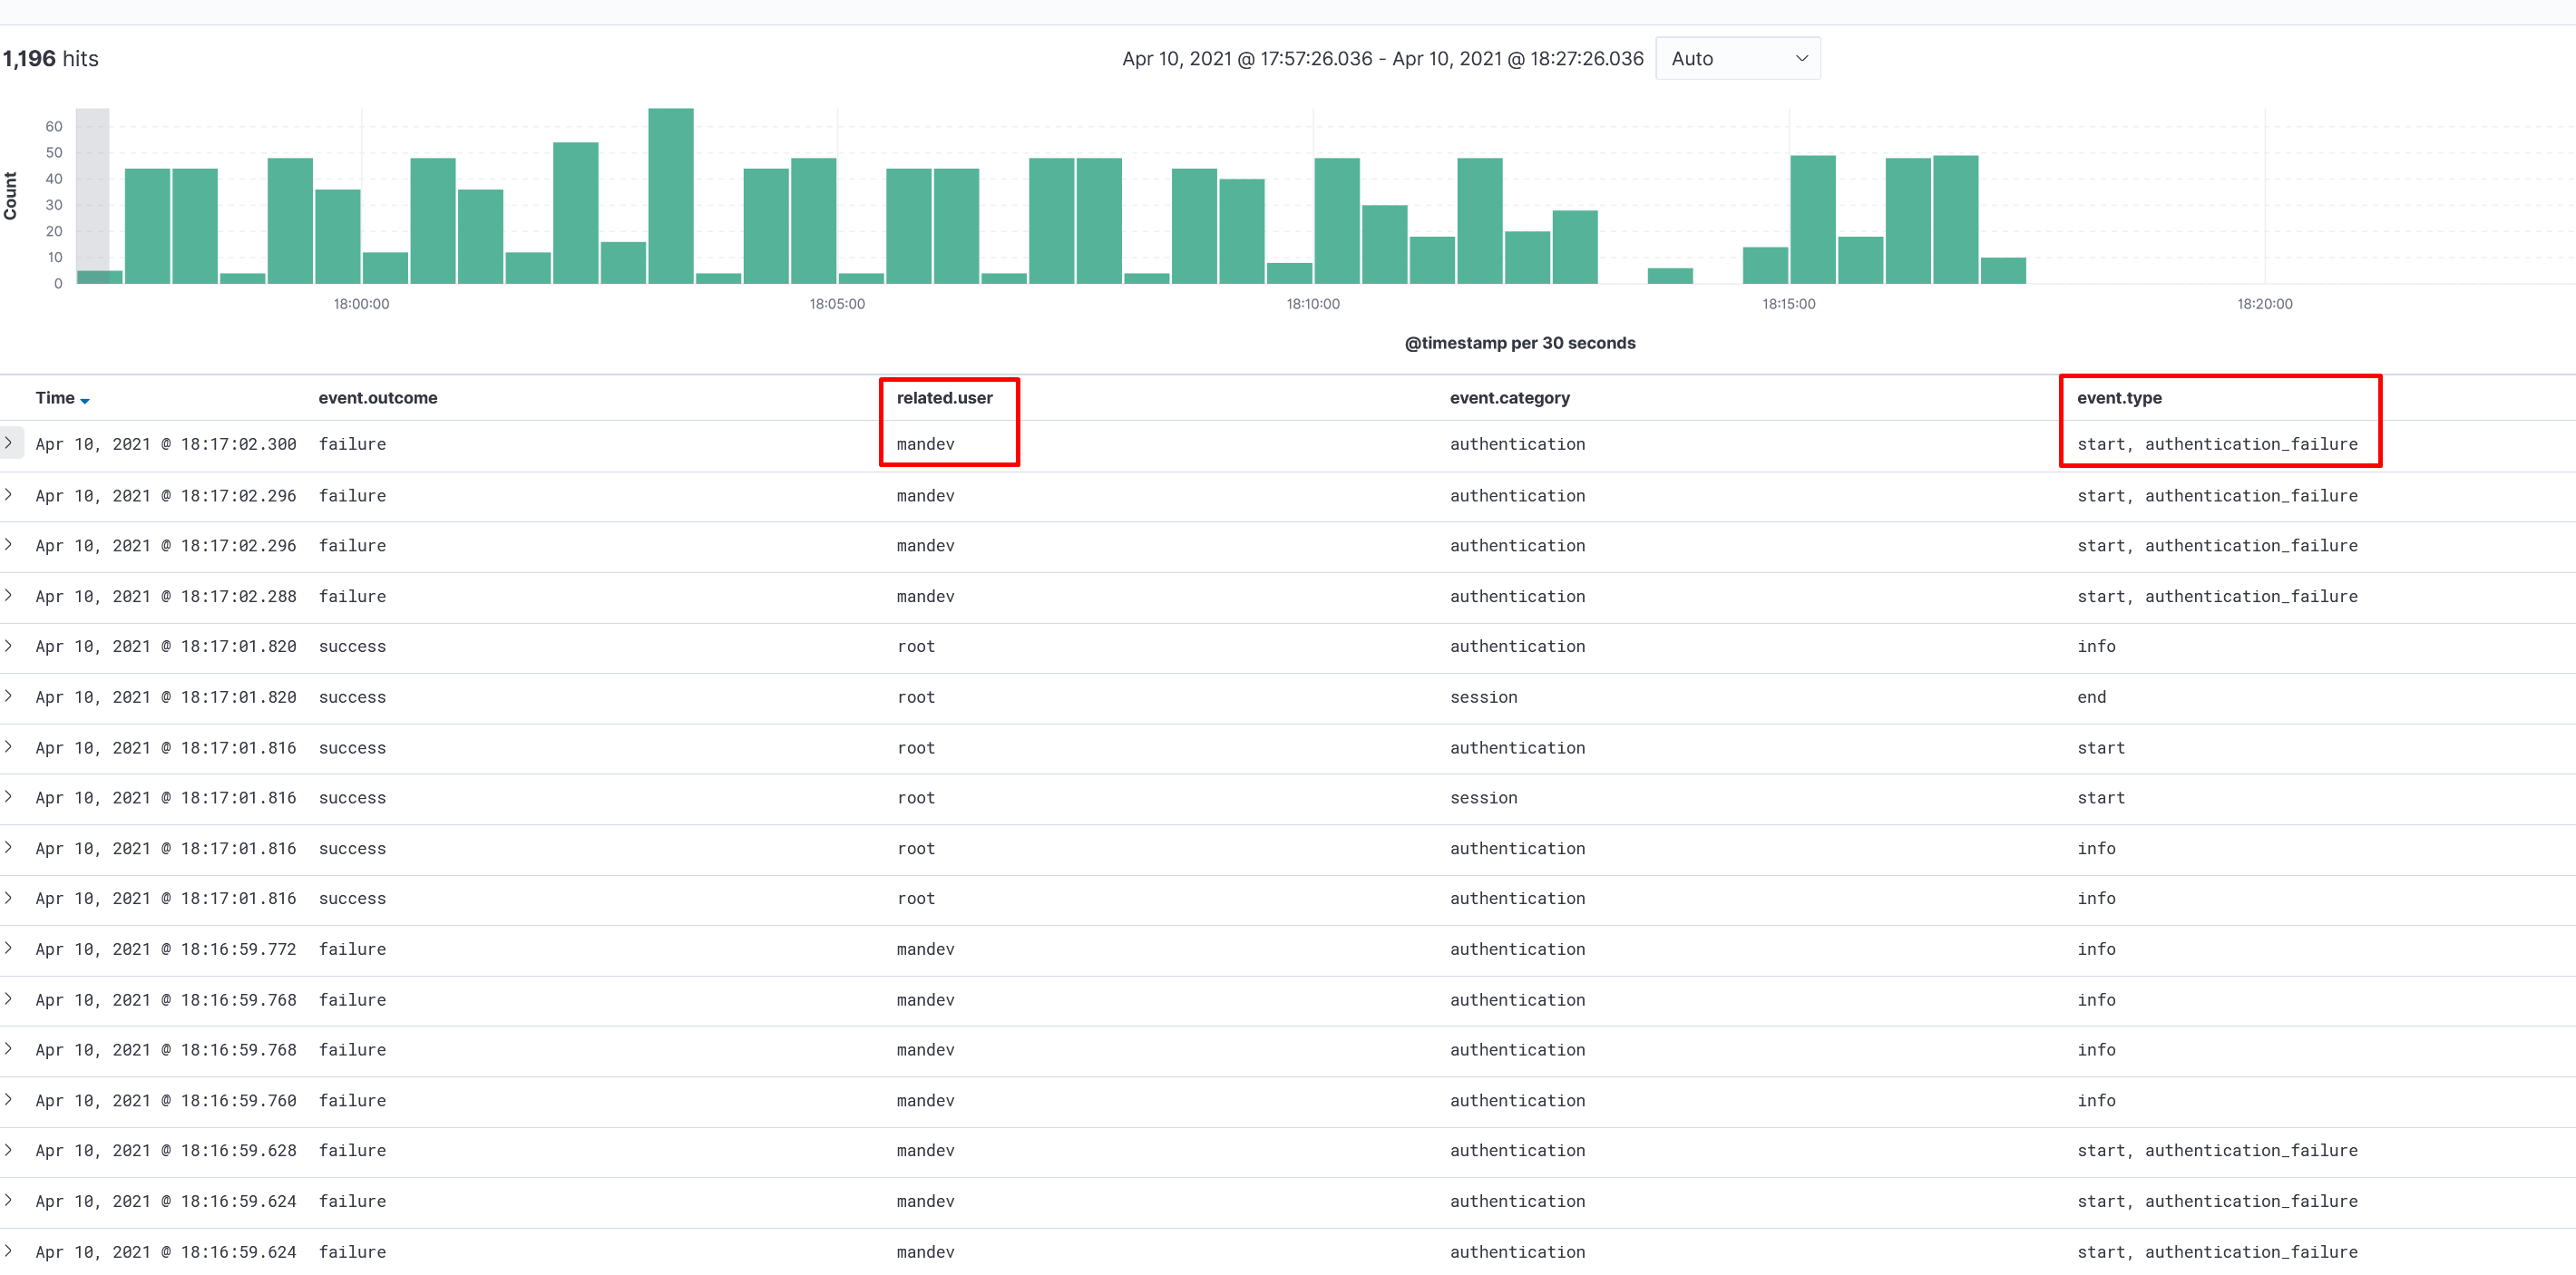 1,196 hits
Apr 10, 2021 @ 17:57:26.036 - Apr 10, 2021 @ 18:27:26.036 Auto
Count
60
50
40
30
20
10
0
18:00:00 18:05:00 18:10:00 18:15:00 18:20:00
@timestamp per 30 seconds
Time event.outcome related.user event.category event.type
Apr 10, 2021 @ 18:17:02.300 failure mandev authentication start, authentication_failure
Apr 10, 2021 @ 18:17:02.296 failure mandev authentication start, authentication_failure
Apr 10, 2021 @ 18:17:02.296 failure mandev authentication start, authentication_failure
Apr 10, 2021 @ 18:17:02.288 failure mandev authentication start, authentication_failure
Apr 10, 2021 @ 18:17:01.820 success root authentication info
Apr 10, 2021 @ 18:17:01.820 success root session end
Apr 10, 2021 @ 18:17:01.816 success root authentication start
Apr 10, 2021 @ 18:17:01.816 success root session start
Apr 10, 2021 @ 18:17:01.816 success root authentication info
Apr 10, 2021 @ 18:17:01.816 success root authentication info
Apr 10, 2021 @ 18:16:59.772 failure mandev authentication info
Apr 10, 2021 @ 18:16:59.768 failure mandev authentication info
Apr 10, 2021 @ 18:16:59.768 failure mandev authentication info
Apr 10, 2021 @ 18:16:59.760 failure mandev authentication info
Apr 10, 2021 @ 18:16:59.628 failure mandev authentication start, authentication_failure
Apr 10, 2021 @ 18:16:59.624 failure mandev authentication start, authentication_failure
Apr 10, 2021 @ 18:16:59.624 failure mandev authentication start, authentication_failure